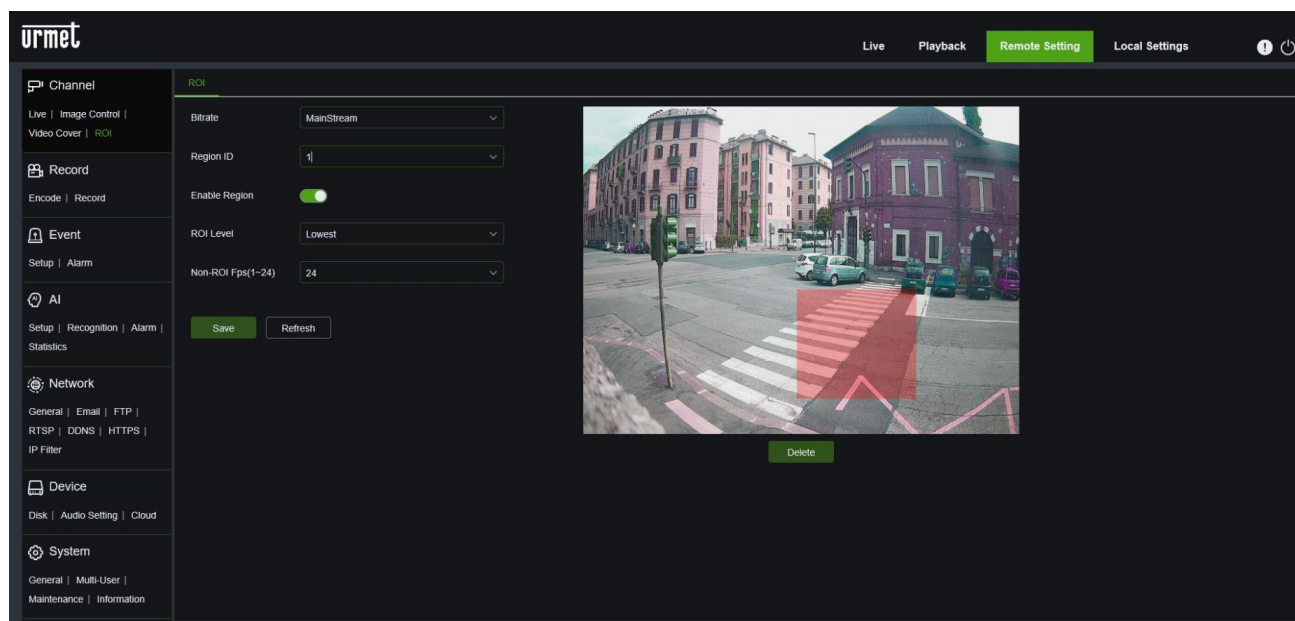 urmet
Live Playback Remote Setting Local Settings
Channel
Live | Image Control |
Video Cover | ROI
Record
Encode | Record
Event
Setup | Alarm
AI
Setup | Recognition | Alarm |
Statistics
Network
General | Email | FTP |
RTSP | DDNS | HTTPS |
IP Filter
Device
Disk | Audio Setting | Cloud
System
General | Multi-User |
Maintenance | Information
ROI
Bitrate MainStream
Region ID 1
Enable Region
ROI Level Lowest
Non-ROI Fps(1~24) 24
Save Refresh
Delete